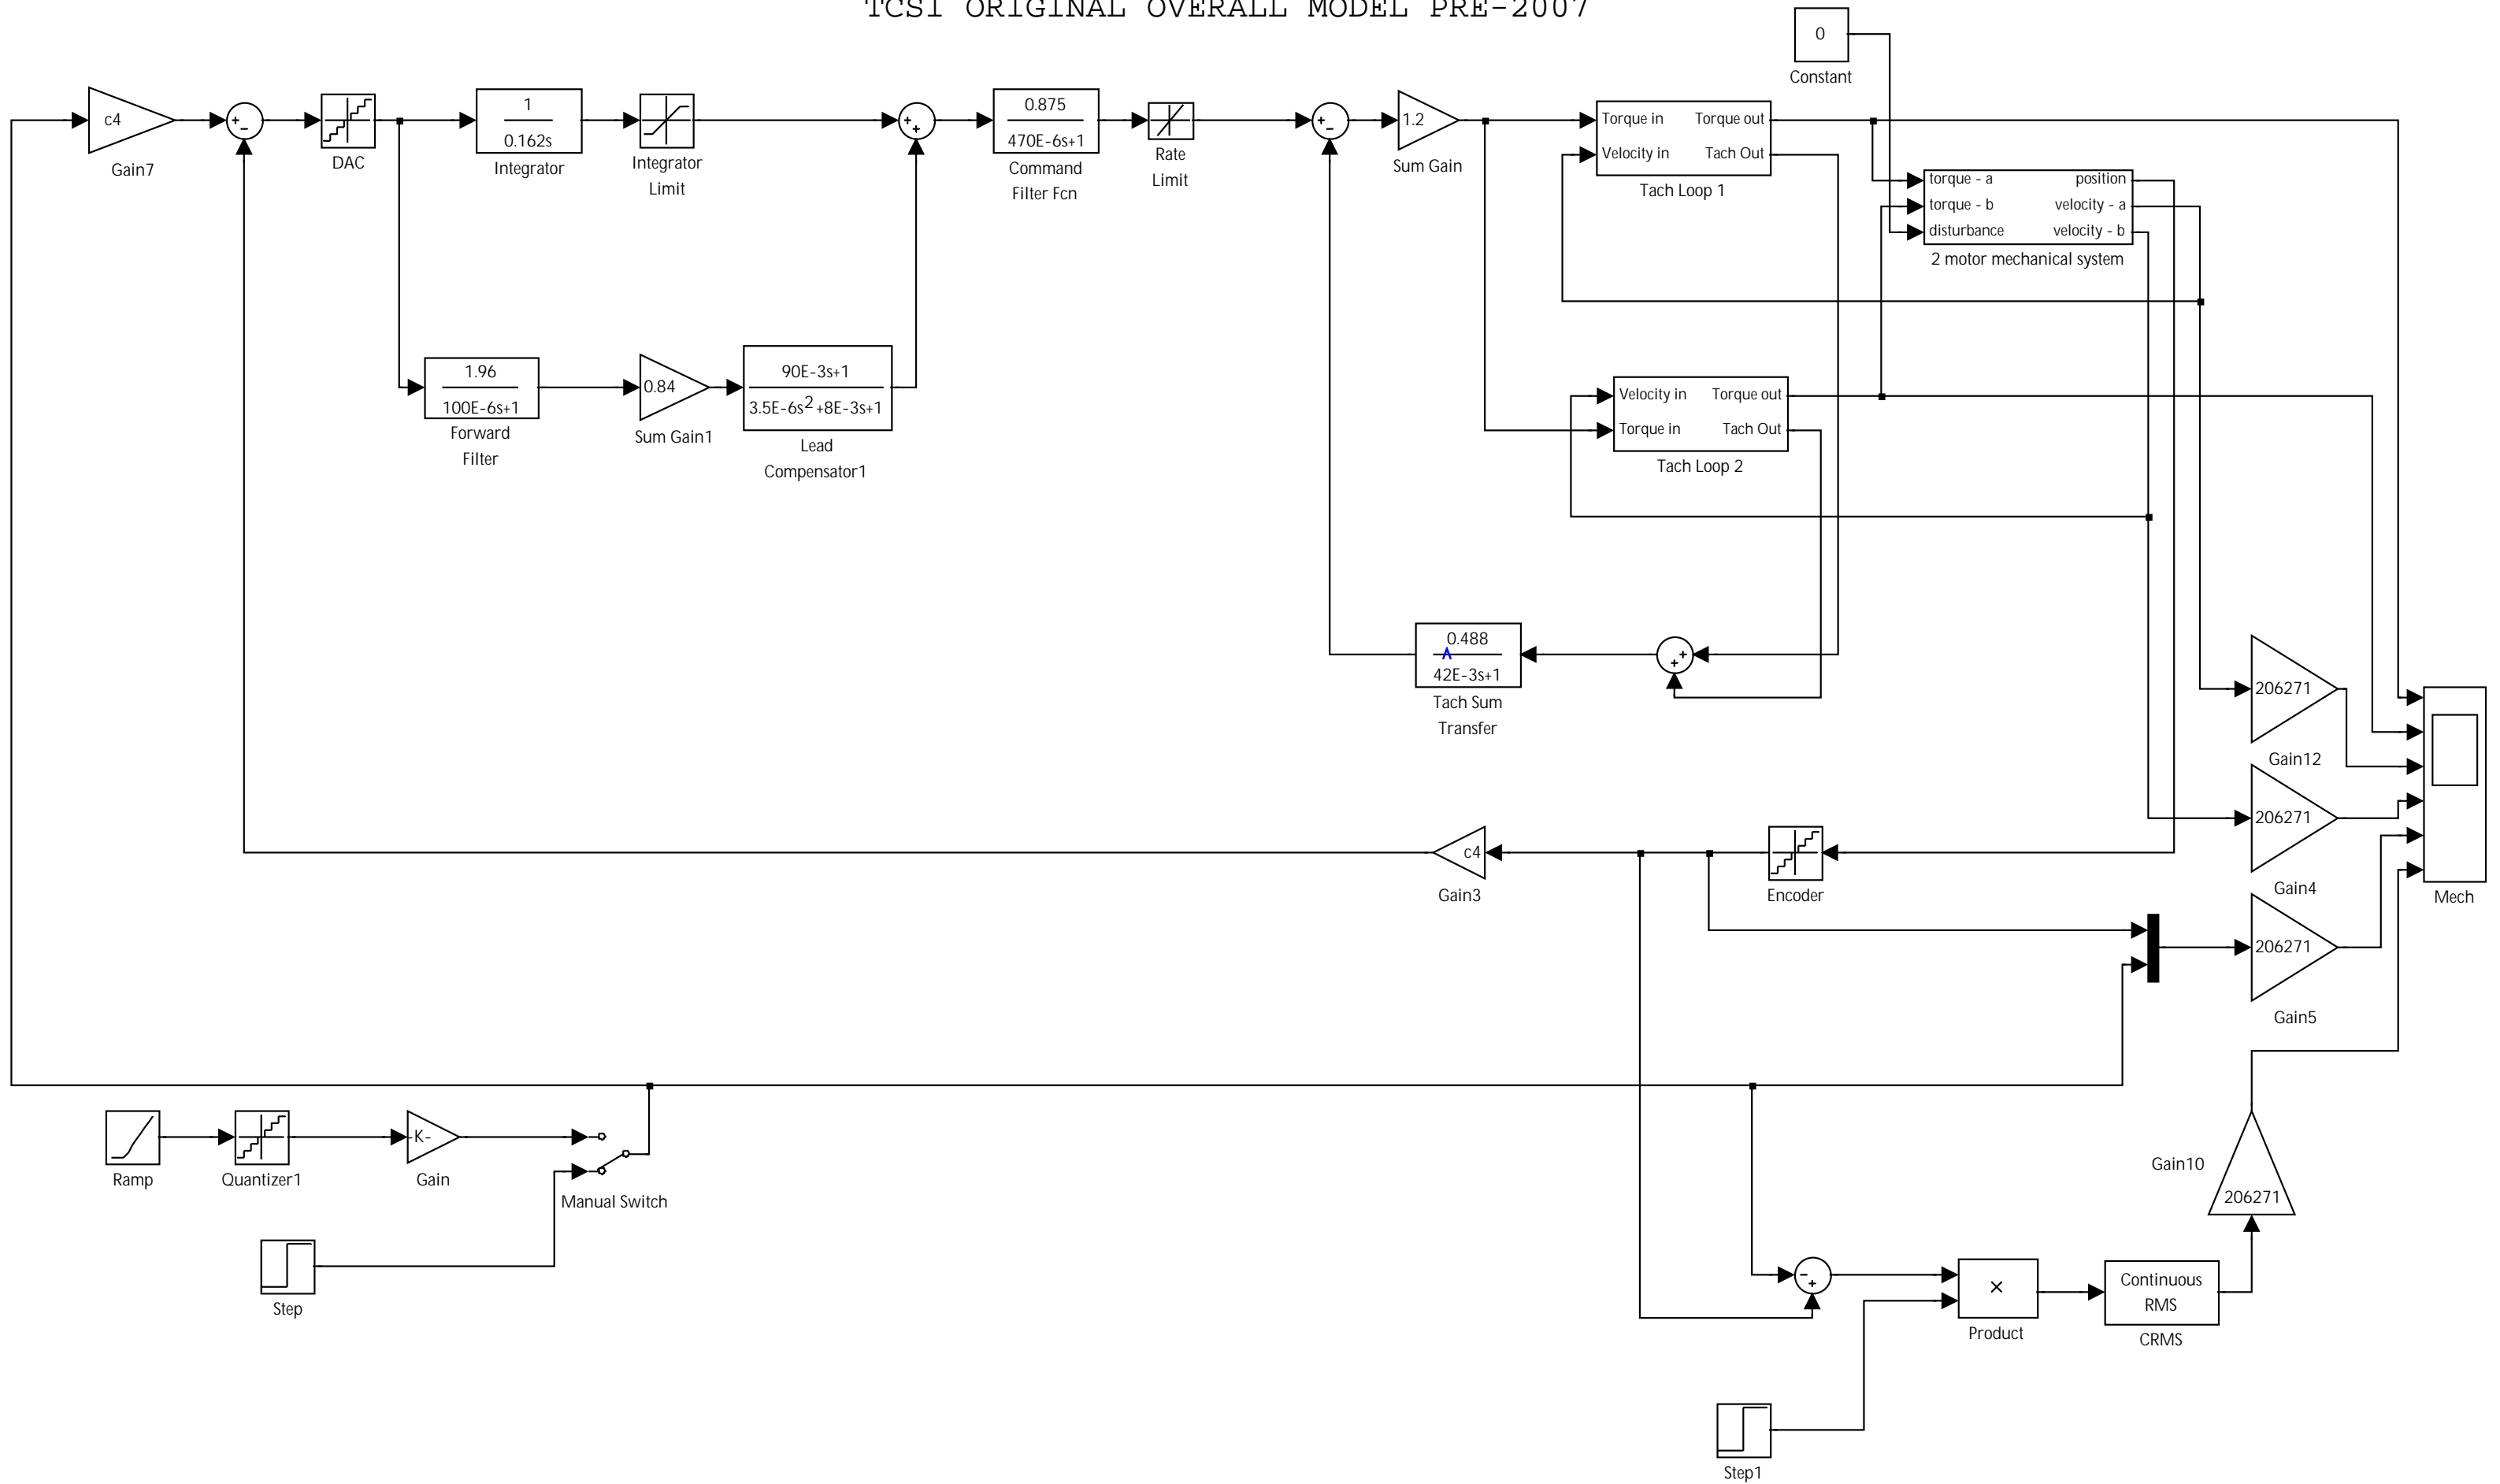 TCS1 ORIGINAL OVERALL MODEL PRE-2007
0
Constant
c4
Gain7
+
-
DAC
1
0.162s
Integrator
Integrator
Limit
+
+
0.875
470E-6s+1
Command
Filter Fcn
Rate
Limit
+
-
1.2
Sum Gain
Torque in
Torque out
Velocity in
Tach Out
Tach Loop 1
torque - a
position
torque - b
velocity - a
disturbance
velocity - b
2 motor mechanical system
1.96
100E-6s+1
Forward
Filter
0.84
Sum Gain1
90E-3s+1
3.5E-6s2+8E-3s+1
Lead
Compensator1
Velocity in
Torque out
Torque in
Tach Out
Tach Loop 2
0.488
42E-3s+1
Tach Sum
Transfer
+
+
206271
Gain12
206271
Gain4
Mech
c4
Gain3
Encoder
206271
Gain5
Ramp
Quantizer1
-K-
Gain
Manual Switch
Step
Gain10
206271
-
+
×
Product
Continuous
RMS
CRMS
Step1